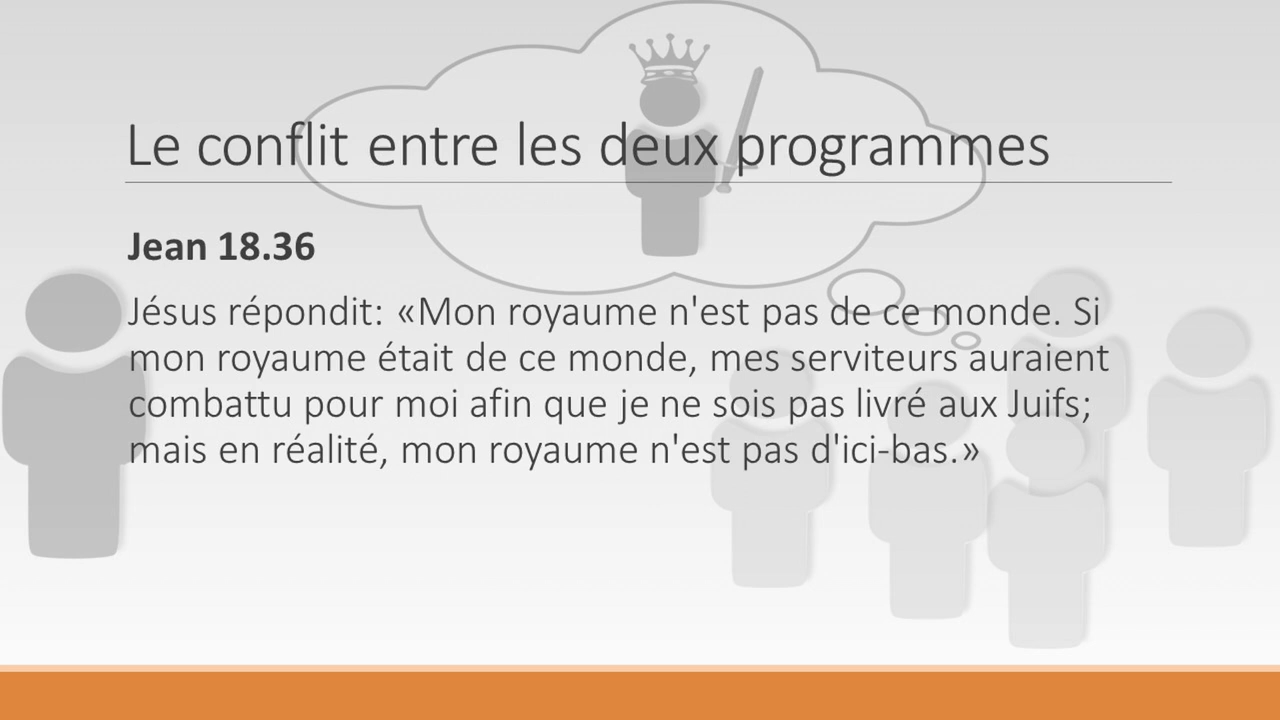 Le conflit entre les deux programmes
Jean 18.36
Jésus répondit: «Mon royaume n'est pas de ce monde. Si
mon royaume était de ce monde, mes serviteurs auraient
combattu pour moi afin que je ne sois pas livré aux Juifs;
mais en réalité, mon royaume n'est pas d'ici-bas.»